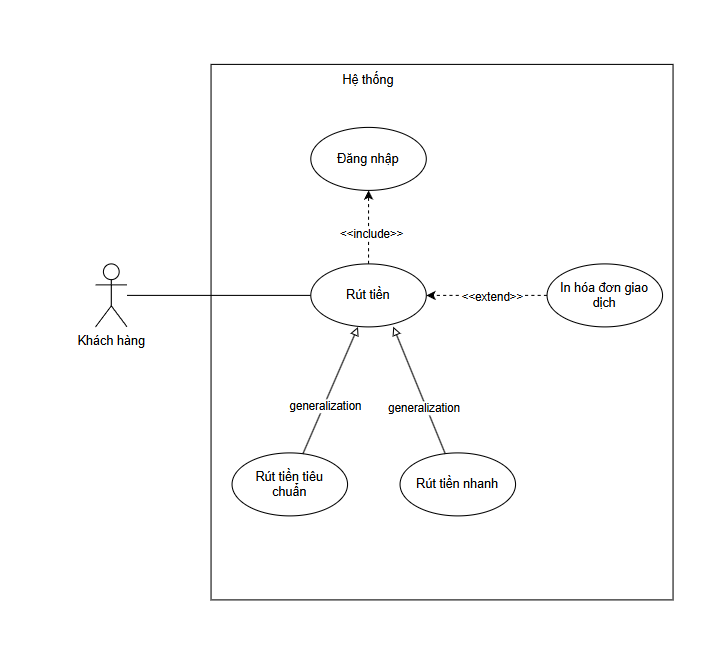 Hệ thống
Đăng nhập
<<include>>
Rút tiền
<<extend>>
In hóa đơn giao
dịch
Khách hàng
generalization
generalization
Rút tiền tiêu
chuẩn
Rút tiền nhanh